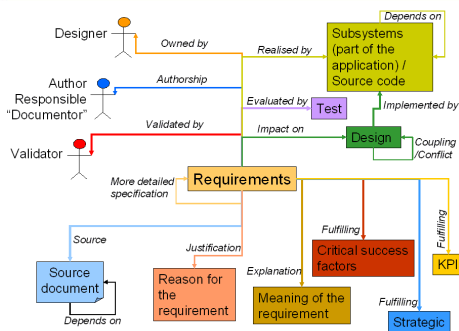 Designer
Owned by
Realised by
Depends on
Subsystems
(part of the
application) /
Source code
Author
Responsible
“Documentor”
Authorship
Evaluated by
Test
Implemented by
Validated by
Validator
Impact on
Design
Coupling
/Conflict
More detailed
specification
Requirements
Source
Justification
Fulfilling
Fulfilling
Critical success
factors
KPI
Source
document
Reason for
the
requirement
Explanation
Meaning of the
requirement
Fulfilling
Strategic
Depends on